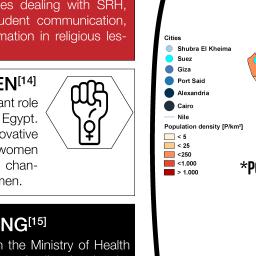 es dealing with SRH,
udent communication,
mation in religious les-
EN[14]
ant role
Egypt.
ovative
women
chan-
men.
NG[15]
n the Ministry of Health
Cities
Shubra El Kheima
Suez
Giza
Port Said
Alexandria
Cairo
Nile
Population density [P/km²]
< 5
< 25
<250
<1.000
> 1.000
*P